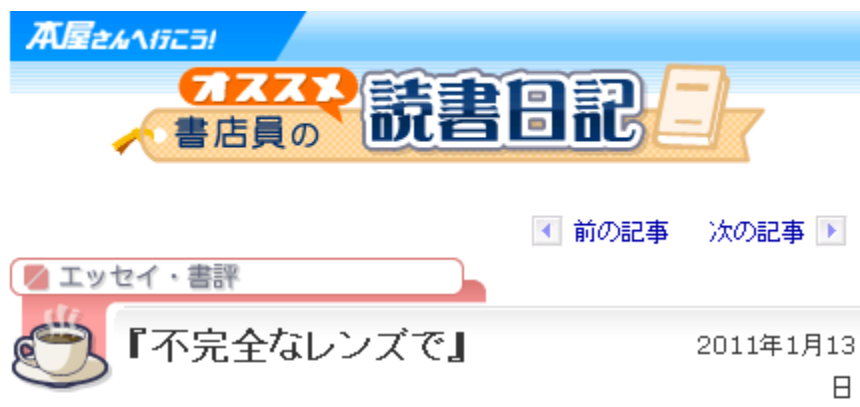 本屋さんへ行こう!
オススメ
書店員の 読書日記
前の記事 次の記事
エッセイ・書評
『不完全なレンズで』 2011年1月13
日